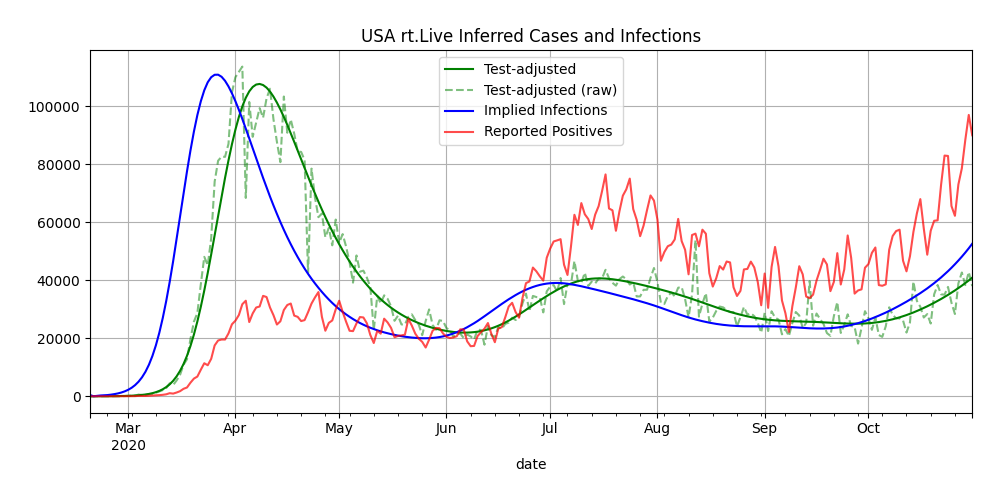 USA rt.Live Inferred Cases and Infections
Test-adjusted
Test-adjusted (raw)
Implied Infections
Reported Positives
100000
80000
60000
40000
20000
0
Mar Apr May Jun Jul Aug Sep Oct
2020
date